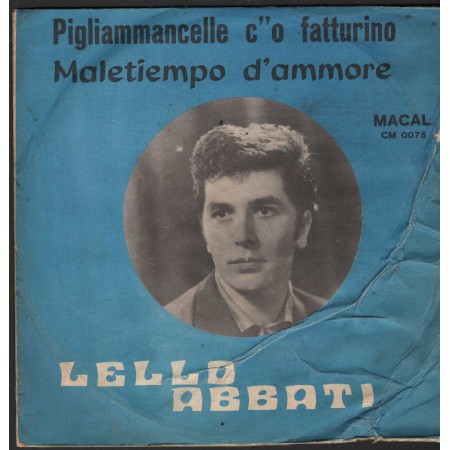 Pigliammancelle c''o fatturino
Maletiempo d'ammore
MACAL
CM 0075
LELLO
ABBATI